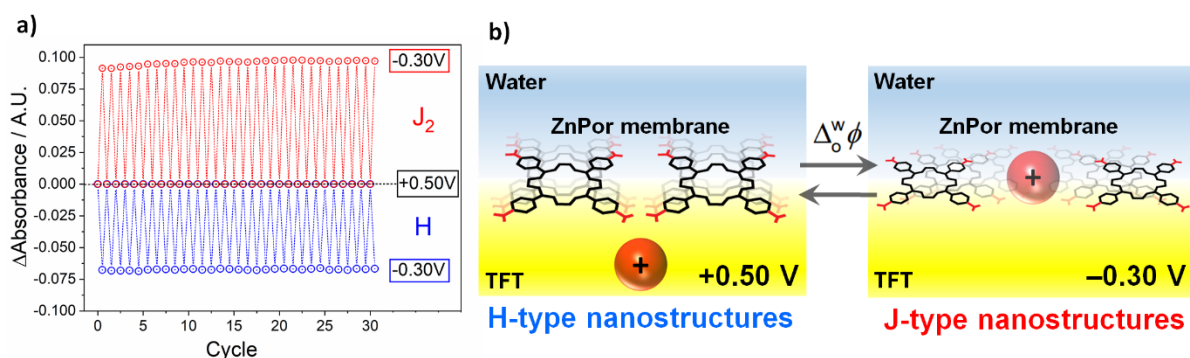 a)
ΔAbsorbance / A.U.
0.100
0.075
0.050
0.025
0.000
-0.025
-0.050
-0.075
-0.100
-0.30V
J₂
+0.50V
H
-0.30V
0 5 10 15 20 25 30
Cycle
b)
Water
ZnPor membrane
+
TFT
+0.50 V
H-type nanostructures
Δₒʷϕ
Water
ZnPor membrane
+
TFT
–0.30 V
J-type nanostructures